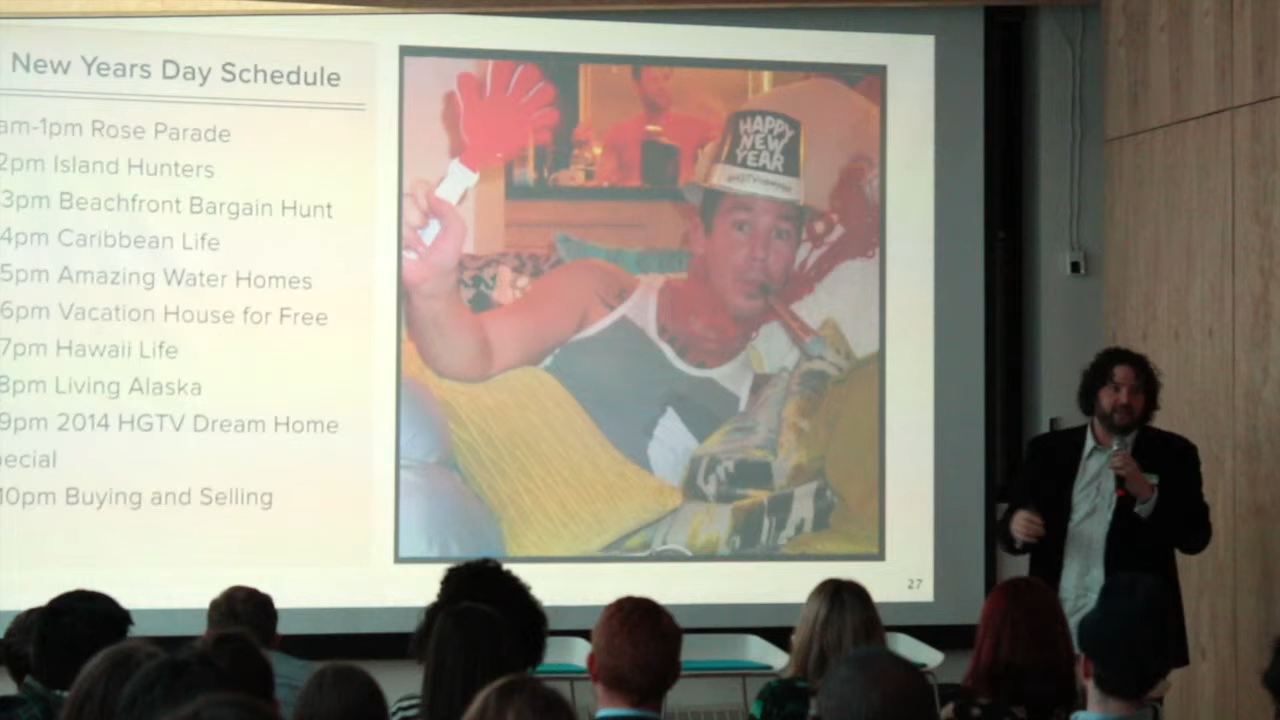 New Years Day Schedule
am-1pm Rose Parade
2pm Island Hunters
3pm Beachfront Bargain Hunt
4pm Caribbean Life
5pm Amazing Water Homes
6pm Vacation House for Free
7pm Hawaii Life
8pm Living Alaska
9pm 2014 HGTV Dream Home
ecial
10pm Buying and Selling
HAPPY
NEW
YEAR
27